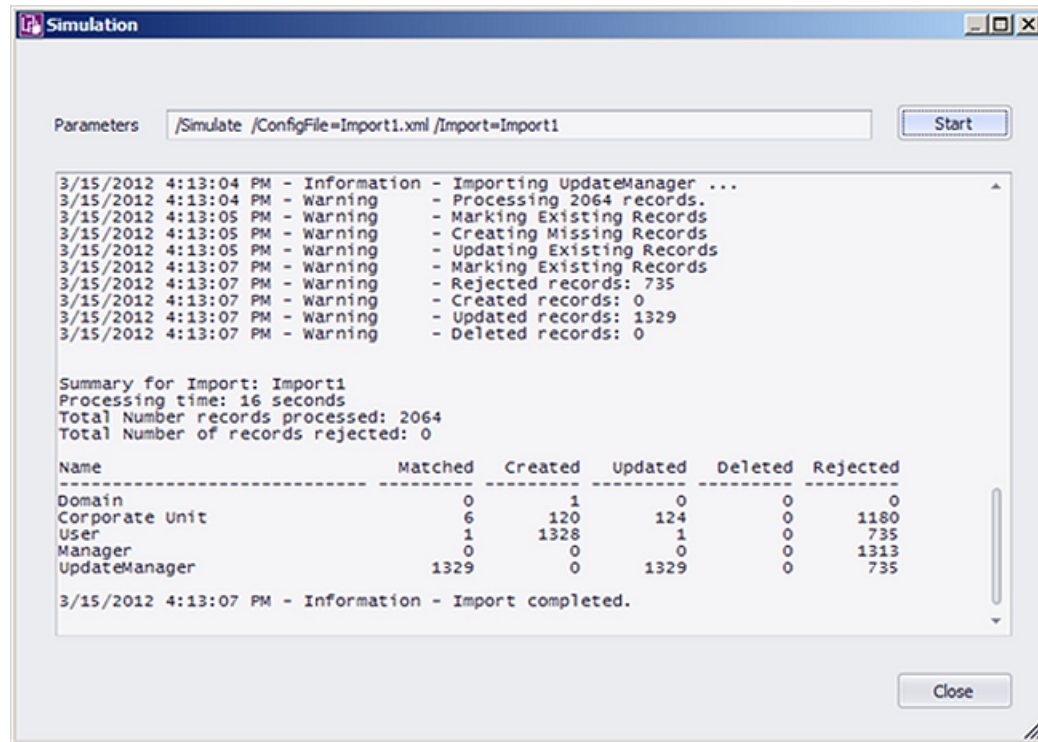 Simulation
Parameters /Simulate /ConfigFile=Import1.xml /Import=Import1 Start
3/15/2012 4:13:04 PM - Information - Importing UpdateManager ...
3/15/2012 4:13:04 PM - Warning - Processing 2064 records.
3/15/2012 4:13:05 PM - Warning - Marking Existing Records
3/15/2012 4:13:05 PM - Warning - Creating Missing Records
3/15/2012 4:13:05 PM - Warning - Updating Existing Records
3/15/2012 4:13:07 PM - Warning - Marking Existing Records
3/15/2012 4:13:07 PM - Warning - Rejected records: 735
3/15/2012 4:13:07 PM - Warning - Created records: 0
3/15/2012 4:13:07 PM - Warning - Updated records: 1329
3/15/2012 4:13:07 PM - Warning - Deleted records: 0
Summary for Import: Import1
Processing time: 16 seconds
Total Number records processed: 2064
Total Number of records rejected: 0
Name Matched Created Updated Deleted Rejected
------------------------------ --------- --------- --------- --------- ---------
Domain 0 1 0 0 0
Corporate Unit 6 120 124 0 1180
User 1 1328 1 0 735
Manager 0 0 0 0 1313
UpdateManager 1329 0 1329 0 735
3/15/2012 4:13:07 PM - Information - Import completed.
Close